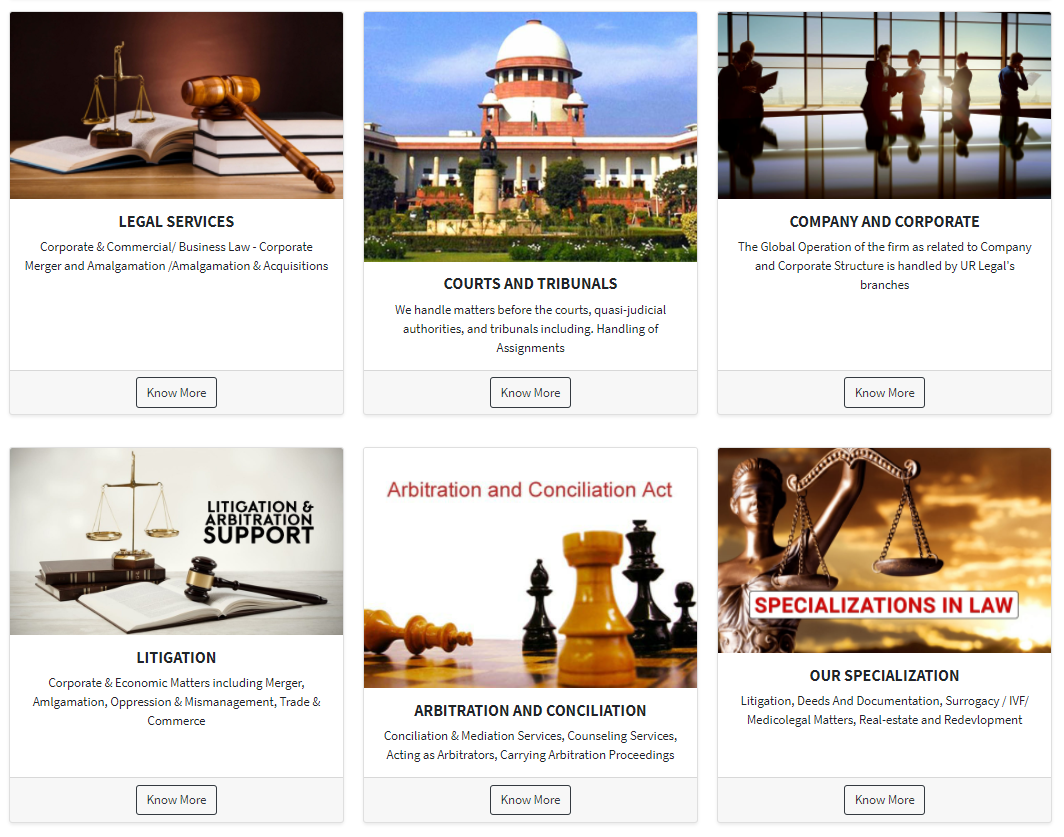 LEGAL SERVICES
Corporate & Commercial/ Business Law - Corporate
Merger and Amalgamation /Amalgamation & Acquisitions
Know More
COURTS AND TRIBUNALS
We handle matters before the courts, quasi-judicial
authorities, and tribunals including. Handling of
Assignments
Know More
COMPANY AND CORPORATE
The Global Operation of the firm as related to Company
and Corporate Structure is handled by UR Legal's
branches
Know More
LITIGATION &
ARBITRATION
SUPPORT
LITIGATION
Corporate & Economic Matters including Merger,
Amlgamation, Oppression & Mismanagement, Trade &
Commerce
Know More
Arbitration and Conciliation Act
ARBITRATION AND CONCILIATION
Conciliation & Mediation Services, Counseling Services,
Acting as Arbitrators, Carrying Arbitration Proceedings
Know More
SPECIALIZATIONS IN LAW
OUR SPECIALIZATION
Litigation, Deeds And Documentation, Surrogacy / IVF/
Medicolegal Matters, Real-estate and Redevlopment
Know More